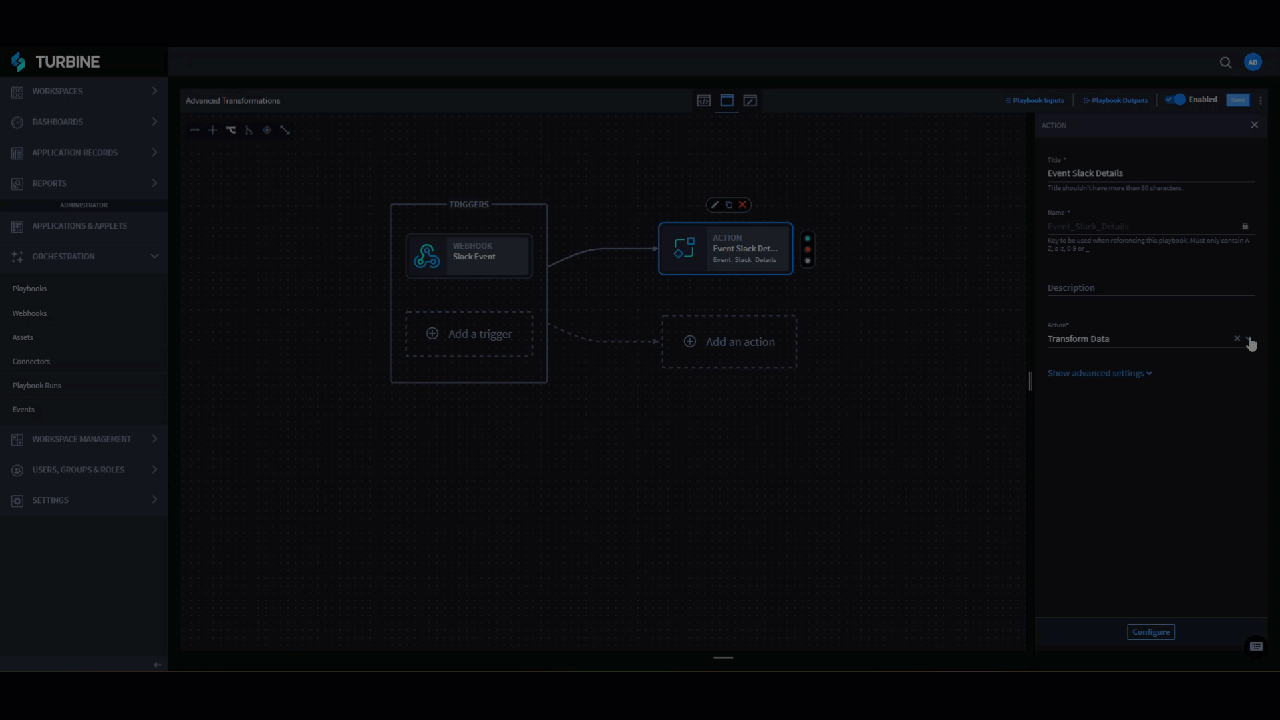 TURBINE
AB
WORKSPACES
DASHBOARDS
APPLICATION RECORDS
REPORTS
ADMINISTRATOR
APPLICATIONS & APPLETS
ORCHESTRATION
Playbooks
Webhooks
Assets
Connectors
Playbook Runs
Events
WORKSPACE MANAGEMENT
USERS, GROUPS & ROLES
SETTINGS
Advanced Transformations
Playbook Inputs
Playbook Outputs
Enabled
Save
TRIGGERS
WEBHOOK
Slack Event
Add a trigger
ACTION
Event Slack Det...
Event_Slack_Details
Add an action
ACTION
Title *
Event Slack Details
Title shouldn't have more than 50 characters.
Name *
Event_Slack_Details
Key to be used when referencing this playbook. Must only contain A-
Z, a-z, 0-9 or _
Description
Action*
Transform Data
Show advanced settings
Configure